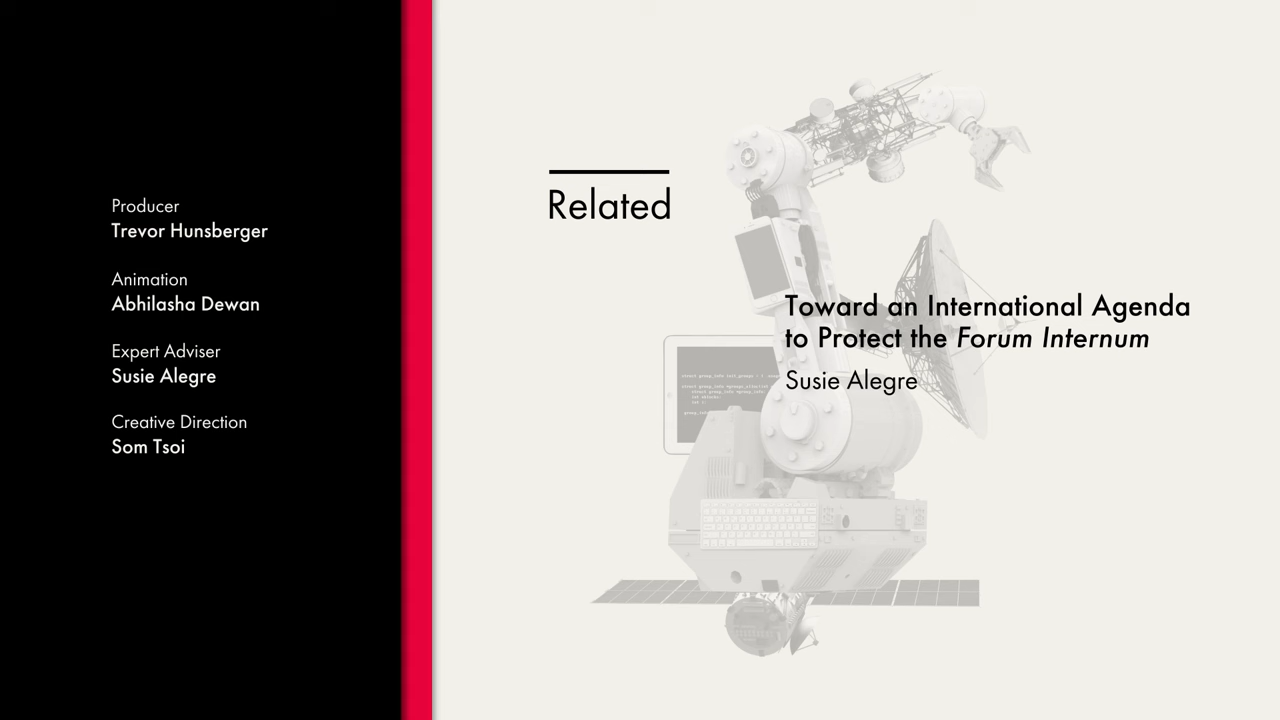 Producer
Trevor Hunsberger
Animation
Abhilasha Dewan
Expert Adviser
Susie Alegre
Creative Direction
Som Tsoi
Related
Toward an International Agenda
to Protect the Forum Internum
Susie Alegre